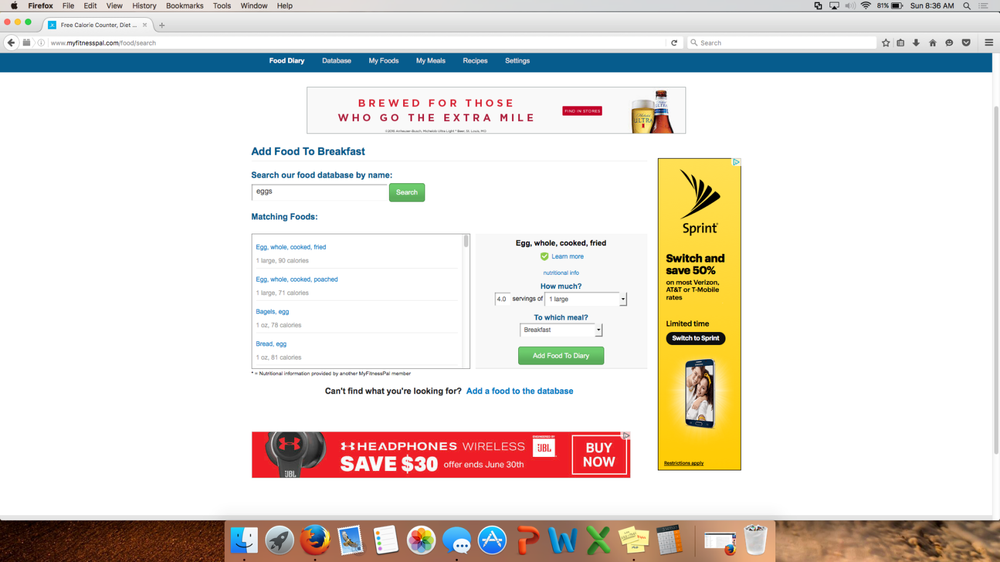 Firefox File Edit View History Bookmarks Tools Window Help 81% Sun 8:36 AM
Free Calorie Counter, Diet ...
www.myfitnesspal.com/food/search Search
Food Diary Database My Foods My Meals Recipes Settings
BREWED FOR THOSE
WHO GO THE EXTRA MILE
FIND IN STORES
ULTRA
©2016 Anheuser-Busch, Michelob Ultra Light * Beer, St. Louis, MO
Add Food To Breakfast
Search our food database by name:
eggs Search
Matching Foods:
Egg, whole, cooked, fried
1 large, 90 calories
Egg, whole, cooked, poached
1 large, 71 calories
Bagels, egg
1 oz, 78 calories
Bread, egg
1 oz, 81 calories
* = Nutritional information provided by another MyFitnessPal member
Egg, whole, cooked, fried
Learn more
nutritional info
How much?
4.0 servings of 1 large
To which meal?
Breakfast
Add Food To Diary
Can't find what you're looking for? Add a food to the database
Sprint
Switch and
save 50%
on most Verizon,
AT&T or T-Mobile
rates
Limited time
Switch to Sprint
Restrictions apply
JBL
HEADPHONES WIRELESS
SAVE $30 offer ends June 30th
ENGINEERED BY
JBL
BUY
NOW